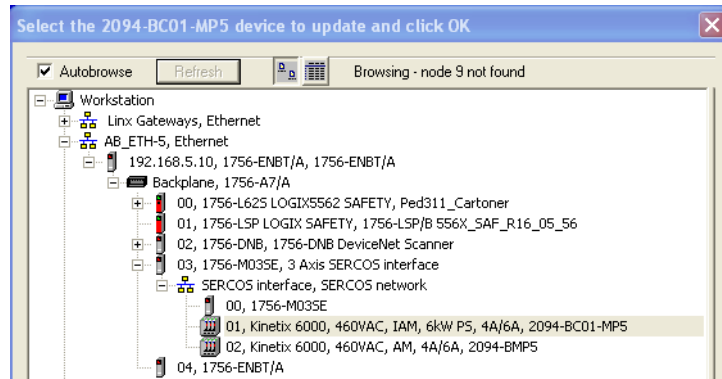 Select the 2094-BC01-MP5 device to update and click OK
Autobrowse Refresh Browsing - node 9 not found
Workstation
Linx Gateways, Ethernet
AB_ETH-5, Ethernet
192.168.5.10, 1756-ENBT/A, 1756-ENBT/A
Backplane, 1756-A7/A
00, 1756-L62S LOGIX5562 SAFETY, Ped311_Cartoner
01, 1756-LSP LOGIX SAFETY, 1756-LSP/B 556X_SAF_R16_05_56
02, 1756-DNB, 1756-DNB DeviceNet Scanner
03, 1756-M03SE, 3 Axis SERCOS interface
SERCOS interface, SERCOS network
00, 1756-M03SE
01, Kinetix 6000, 460VAC, IAM, 6kW PS, 4A/6A, 2094-BC01-MP5
02, Kinetix 6000, 460VAC, AM, 4A/6A, 2094-BMP5
04, 1756-ENBT/A